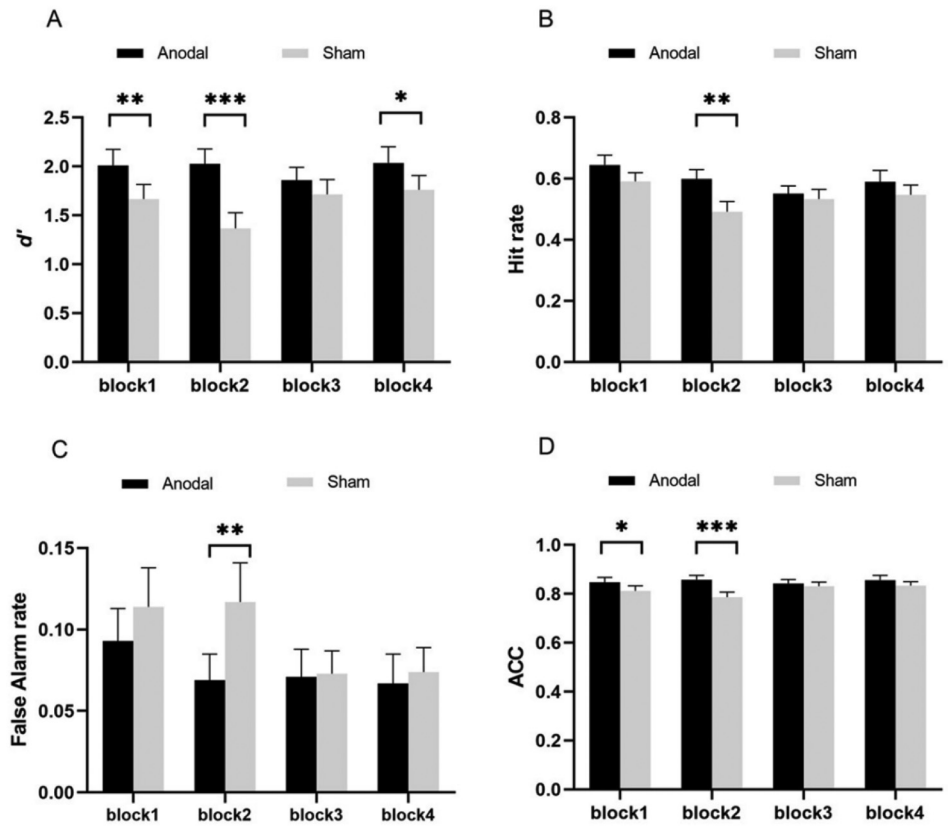 A
Anodal Sham
** *** *
2.5
2.0
1.5
1.0
0.5
0.0
d'
block1 block2 block3 block4
B
Anodal Sham
**
0.8
0.6
0.4
0.2
0.0
Hit rate
block1 block2 block3 block4
C
Anodal Sham
**
0.15
0.10
0.05
0.00
False Alarm rate
block1 block2 block3 block4
D
Anodal Sham
* ***
1.0
0.8
0.6
0.4
0.2
0.0
ACC
block1 block2 block3 block4